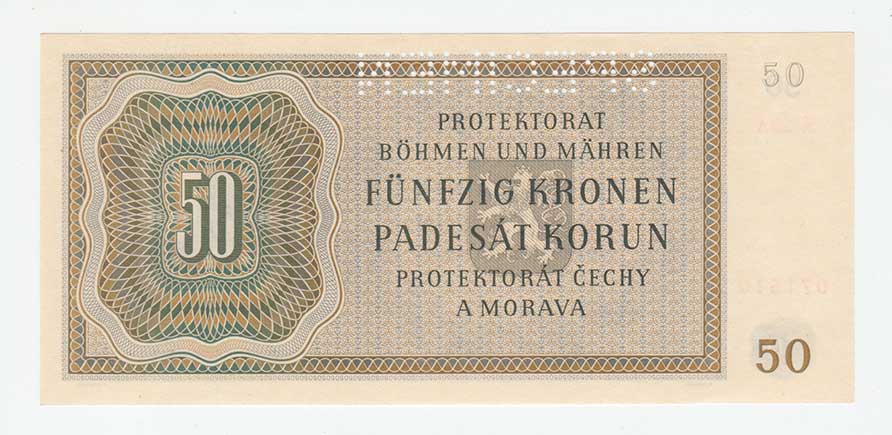 50
PROTEKTORAT
BÖHMEN UND MÄHREN
FÜNFZIG KRONEN
PADESÁT KORUN
PROTEKTORÁT ČECHY
A MORAVA
50
50